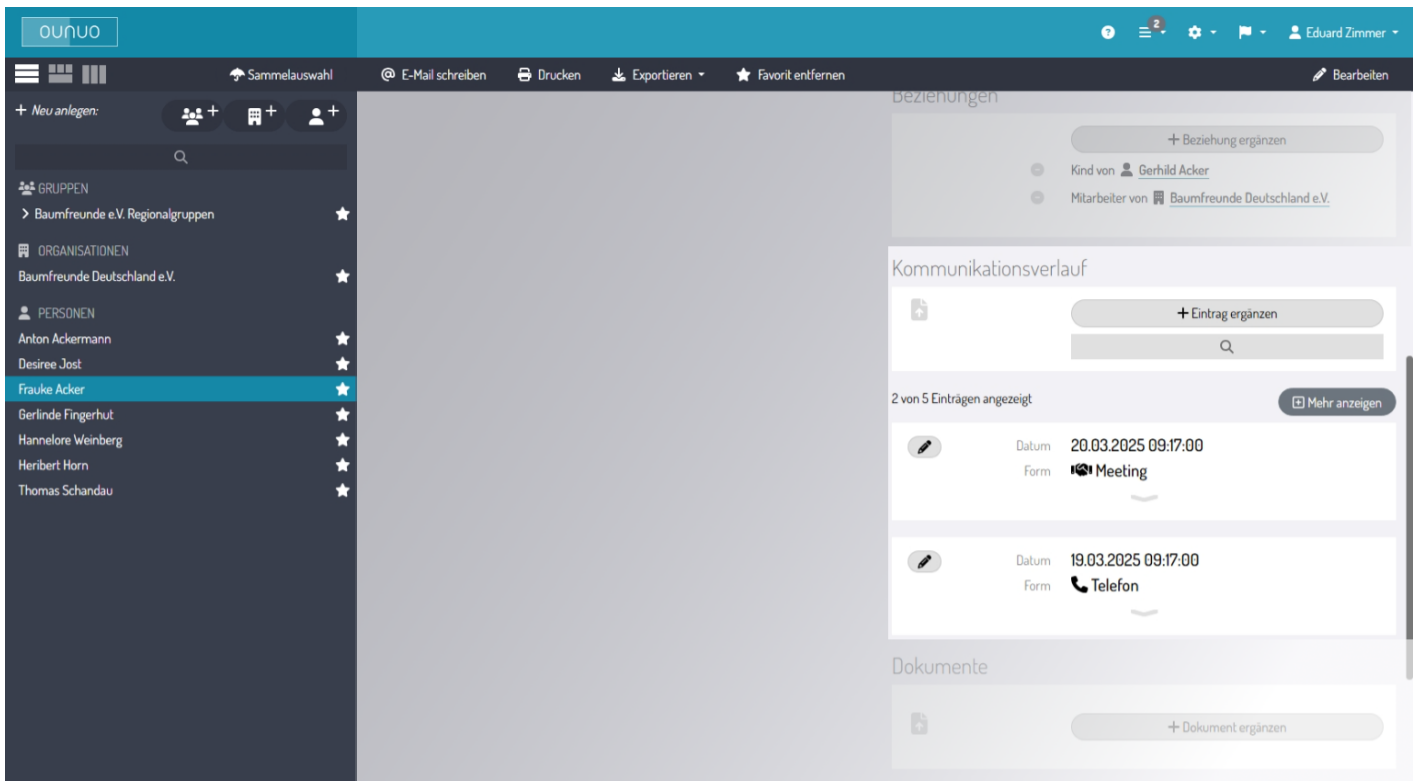 ounuo
2
Eduard Zimmer
Sammelauswahl
E-Mail schreiben
Drucken
Exportieren
Favorit entfernen
Bearbeiten
+ Neu anlegen:
GRUPPEN
Baumfreunde e.V. Regionalgruppen
ORGANISATIONEN
Baumfreunde Deutschland e.V.
PERSONEN
Anton Ackermann
Desiree Jost
Frauke Acker
Gerlinde Fingerhut
Hannelore Weinberg
Heribert Horn
Thomas Schandau
Beziehungen
+ Beziehung ergänzen
Kind von Gerhild Acker
Mitarbeiter von Baumfreunde Deutschland e.V.
Kommunikationsverlauf
+ Eintrag ergänzen
2 von 5 Einträgen angezeigt
Mehr anzeigen
Datum 20.03.2025 09:17:00
Form Meeting
Datum 19.03.2025 09:17:00
Form Telefon
Dokumente
+ Dokument ergänzen